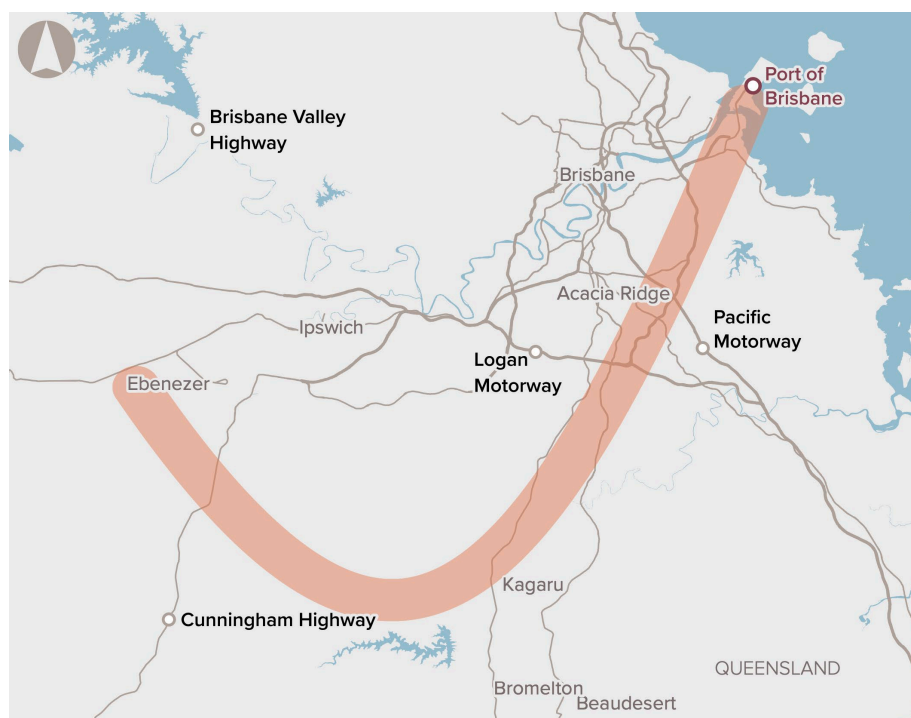 Port of
Brisbane
Brisbane Valley
Highway
Brisbane
Acacia Ridge
Ipswich
Pacific
Motorway
Logan
Motorway
Ebenezer
Kagaru
Cunningham Highway
QUEENSLAND
Bromelton
Beaudesert